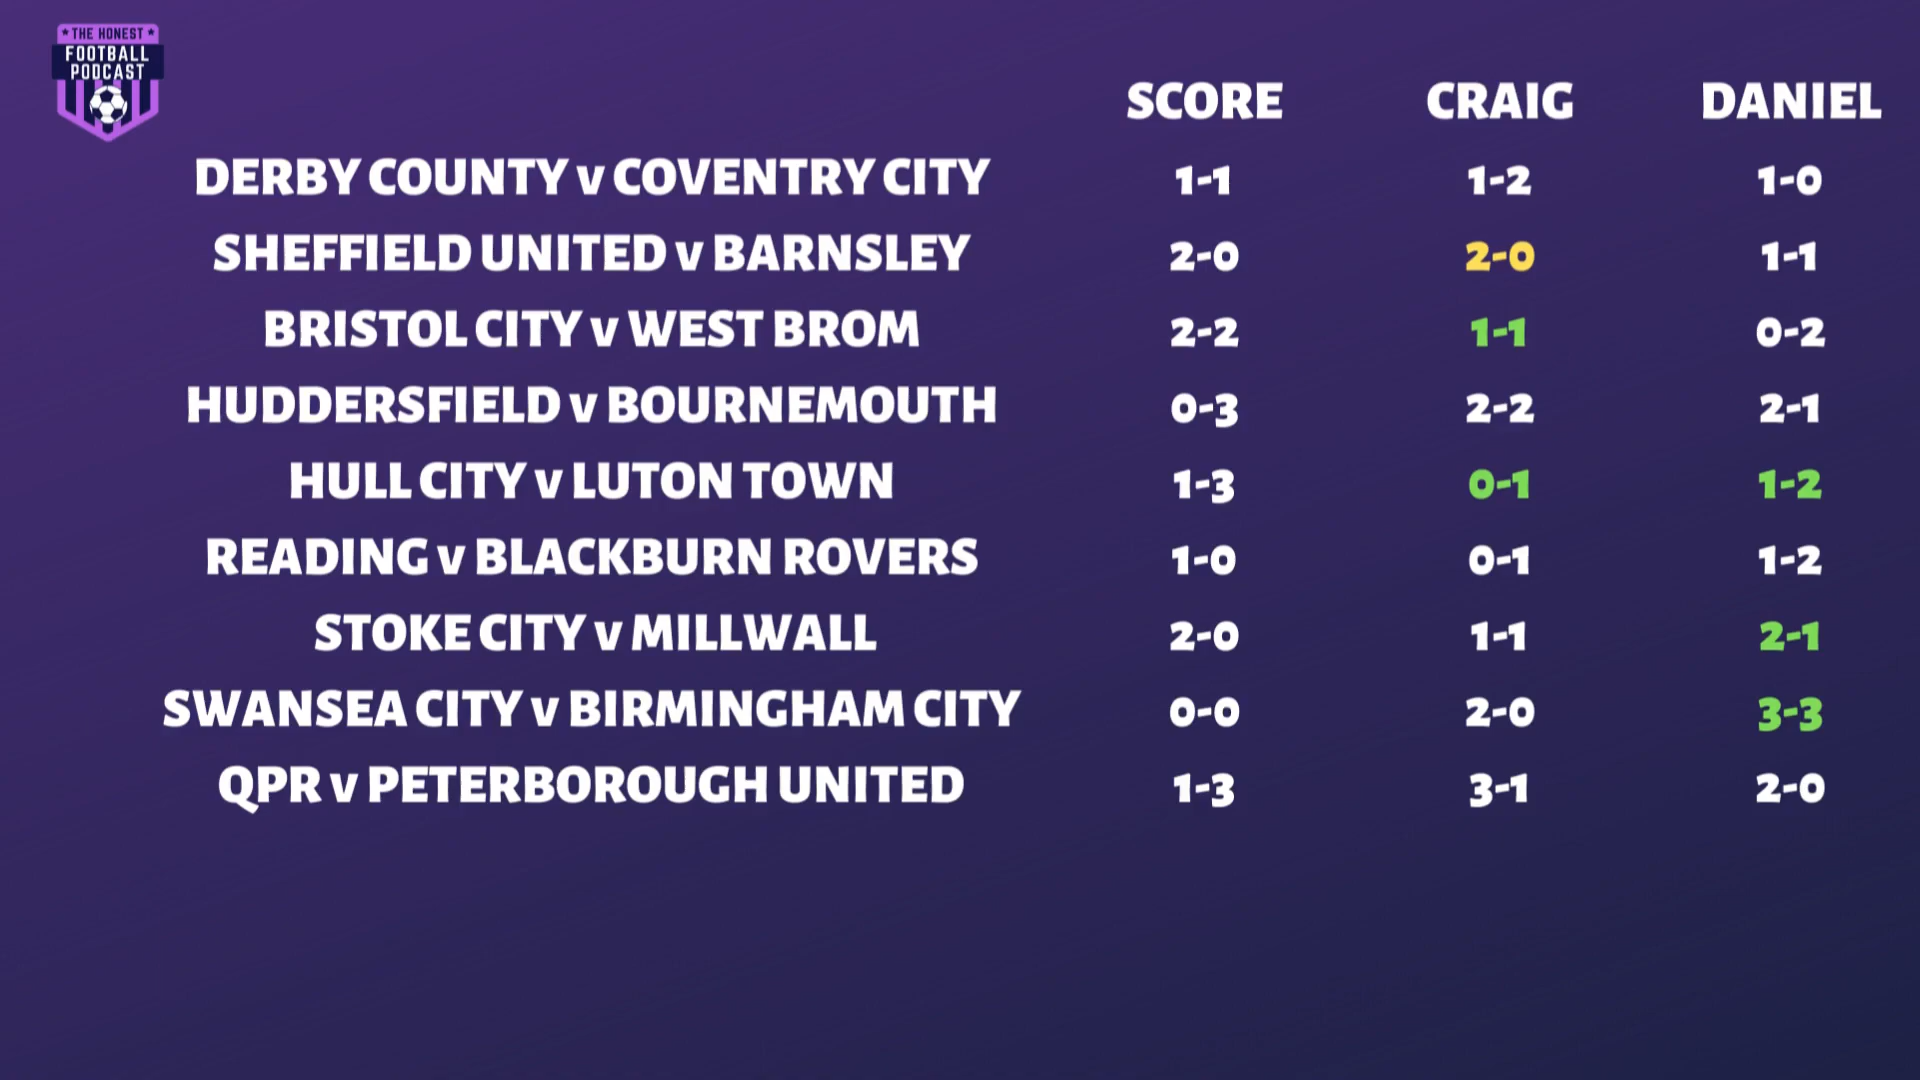 ★ THE HONEST ★
FOOTBALL
PODCAST
SCORE CRAIG DANIEL
DERBY COUNTY v COVENTRY CITY 1-1 1-2 1-0
SHEFFIELD UNITED v BARNSLEY 2-0 2-0 1-1
BRISTOL CITY v WEST BROM 2-2 1-1 0-2
HUDDERSFIELD v BOURNEMOUTH 0-3 2-2 2-1
HULL CITY v LUTON TOWN 1-3 0-1 1-2
READING v BLACKBURN ROVERS 1-0 0-1 1-2
STOKE CITY v MILLWALL 2-0 1-1 2-1
SWANSEA CITY v BIRMINGHAM CITY 0-0 2-0 3-3
QPR v PETERBOROUGH UNITED 1-3 3-1 2-0